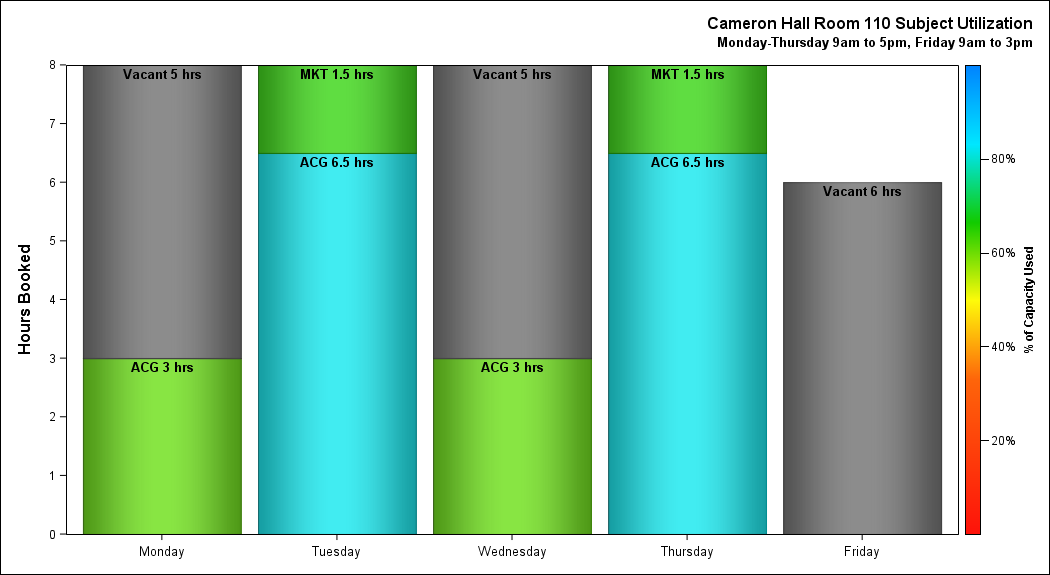 Cameron Hall Room 110 Subject Utilization
Monday-Thursday 9am to 5pm, Friday 9am to 3pm
Hours Booked
8
7
6
5
4
3
2
1
0
Vacant 5 hrs
ACG 3 hrs
MKT 1.5 hrs
ACG 6.5 hrs
Vacant 5 hrs
ACG 3 hrs
MKT 1.5 hrs
ACG 6.5 hrs
Vacant 6 hrs
Monday
Tuesday
Wednesday
Thursday
Friday
80%
60%
40%
20%
% of Capacity Used